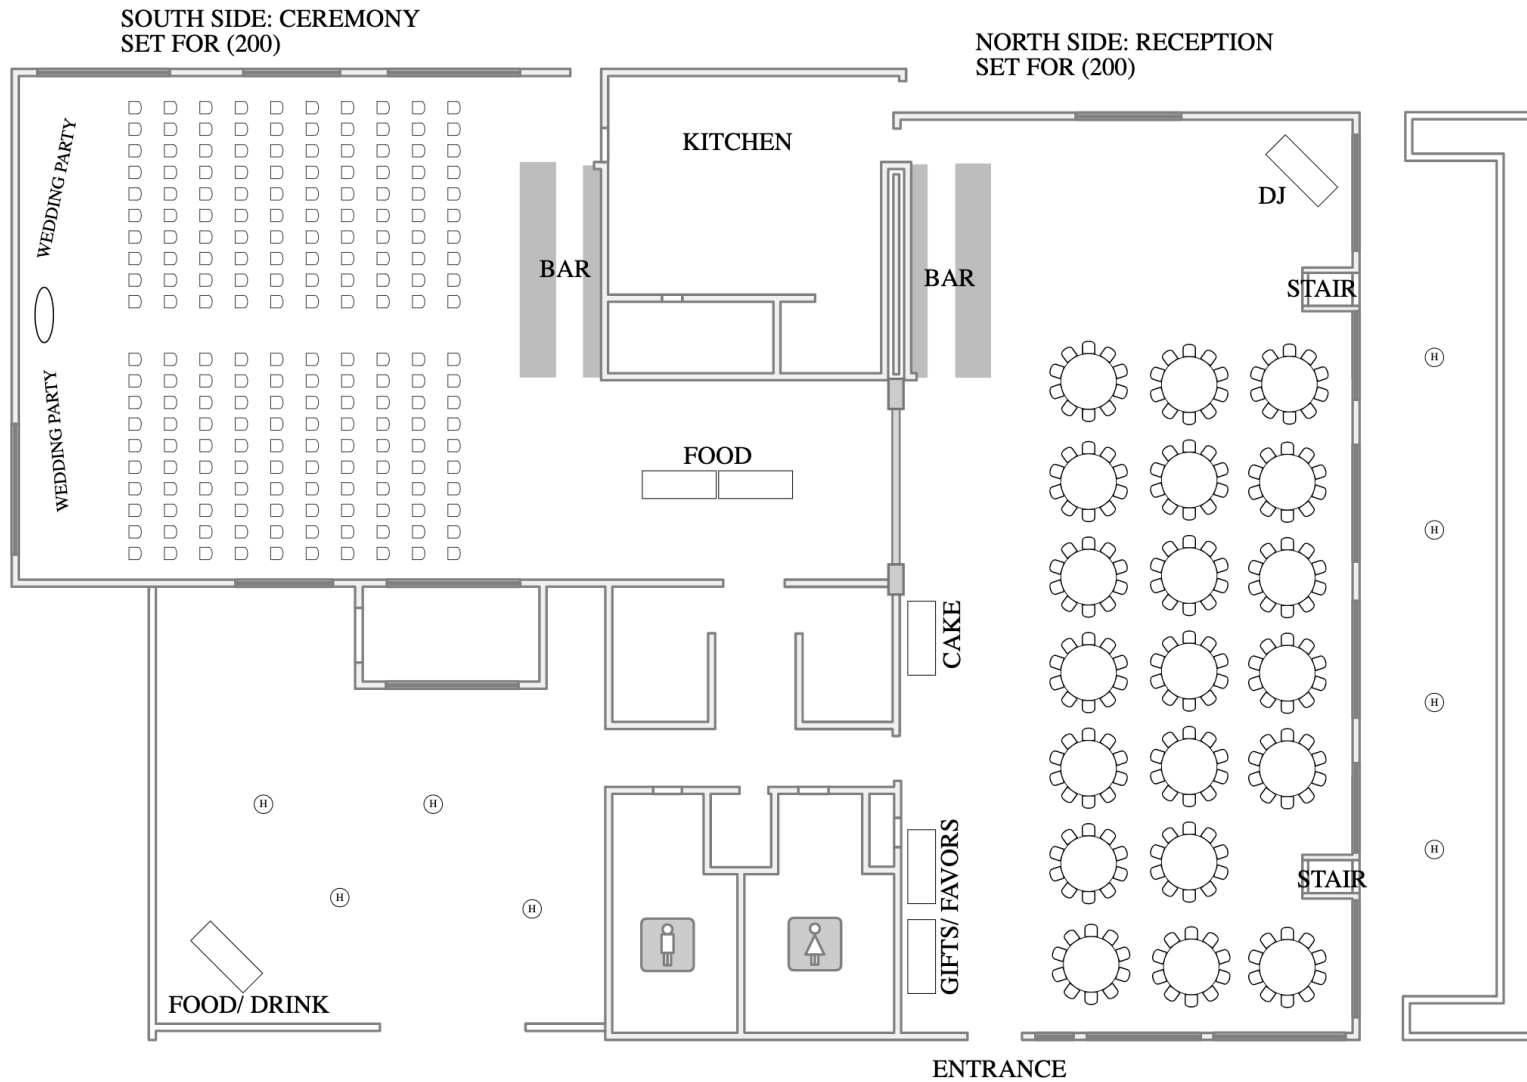 SOUTH SIDE: CEREMONY
SET FOR (200)
NORTH SIDE: RECEPTION
SET FOR (200)
WEDDING PARTY
KITCHEN
DJ
BAR
BAR
STAIR
H
WEDDING PARTY
FOOD
H
CAKE
H
H
H
H
GIFTS/ FAVORS
STAIR
H
H
FOOD/ DRINK
ENTRANCE